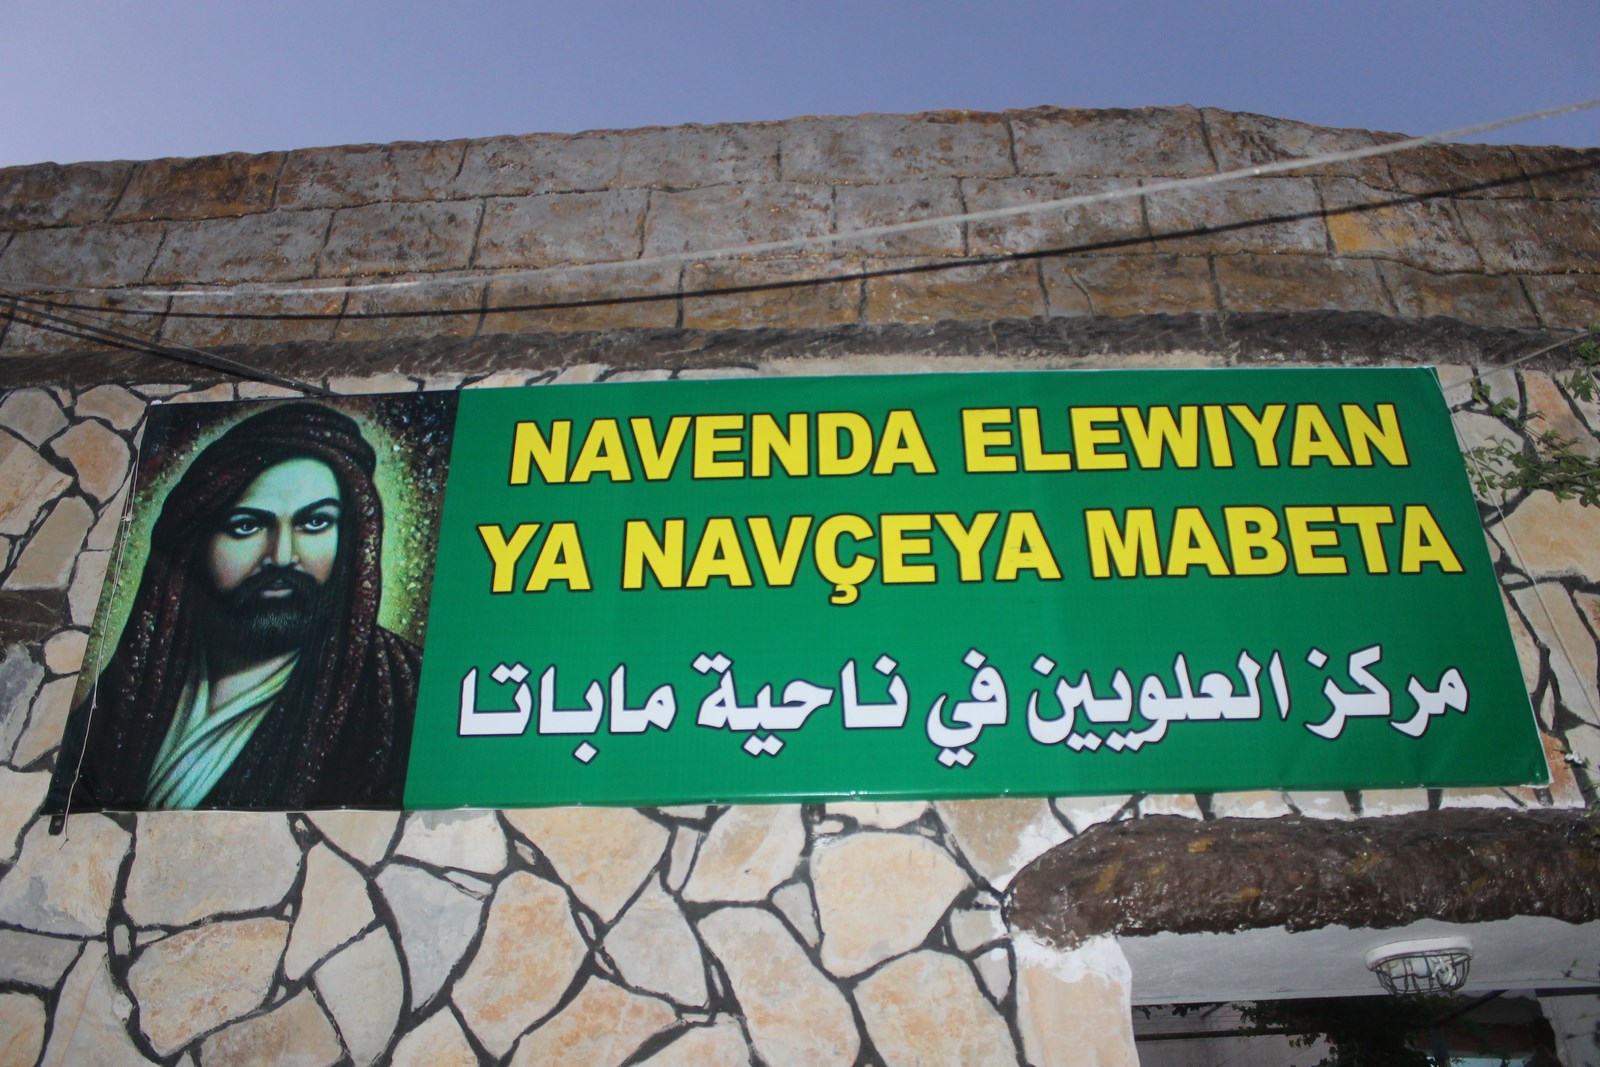 NAVENDA ELEWIYAN
YA NAVÇEYA MABETA
مركز العلويين في ناحية ماباتا